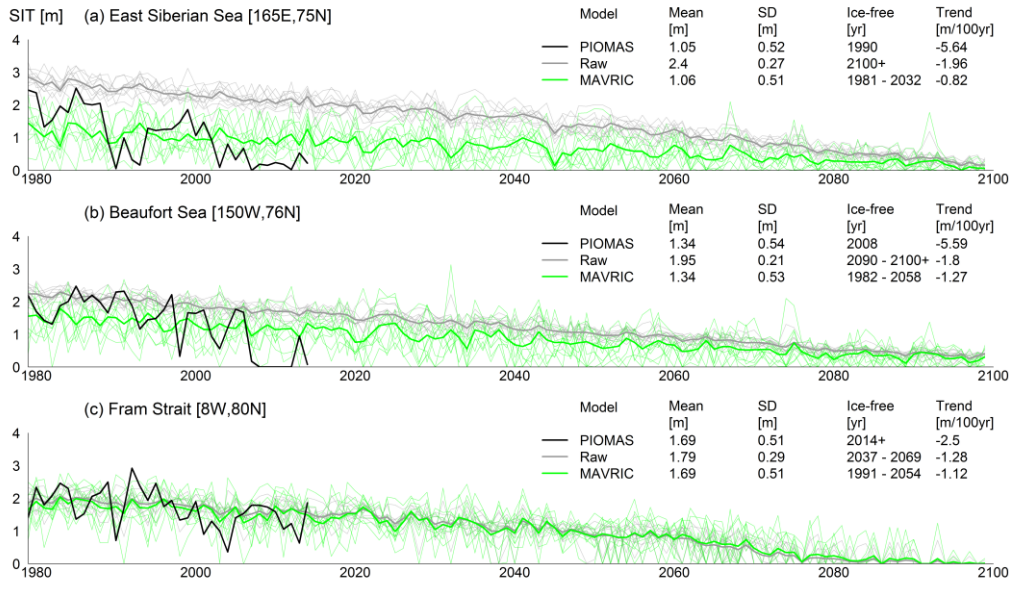 SIT [m] (a) East Siberian Sea [165E,75N]
Model Mean SD Ice-free Trend
[m] [m] [yr] [m/100yr]
PIOMAS 1.05 0.52 1990 -5.64
Raw 2.4 0.27 2100+ -1.96
MAVRIC 1.06 0.51 1981 - 2032 -0.82
4
3
2
1
0
1980 2000 2020 2040 2060 2080 2100
(b) Beaufort Sea [150W,76N]
Model Mean SD Ice-free Trend
[m] [m] [yr] [m/100yr]
PIOMAS 1.34 0.54 2008 -5.59
Raw 1.95 0.21 2090 - 2100+ -1.8
MAVRIC 1.34 0.53 1982 - 2058 -1.27
4
3
2
1
0
1980 2000 2020 2040 2060 2080 2100
(c) Fram Strait [8W,80N]
Model Mean SD Ice-free Trend
[m] [m] [yr] [m/100yr]
PIOMAS 1.69 0.51 2014+ -2.5
Raw 1.79 0.29 2037 - 2069 -1.28
MAVRIC 1.69 0.51 1991 - 2054 -1.12
4
3
2
1
0
1980 2000 2020 2040 2060 2080 2100